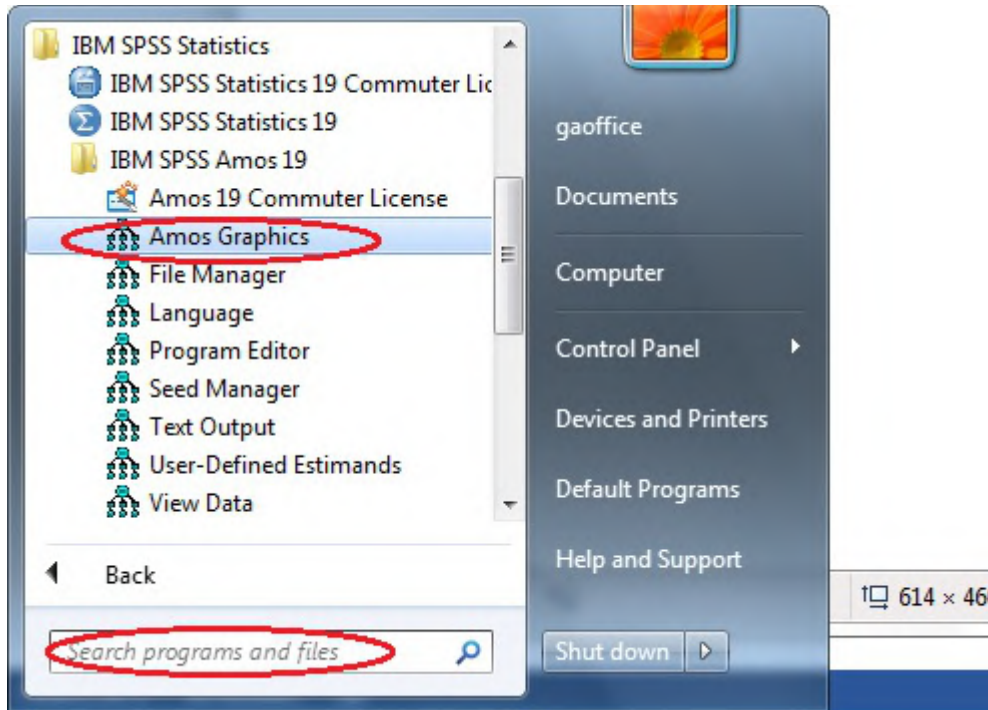 IBM SPSS Statistics
IBM SPSS Statistics 19 Commuter Lic
IBM SPSS Statistics 19
IBM SPSS Amos 19
Amos 19 Commuter License
Amos Graphics
File Manager
Language
Program Editor
Seed Manager
Text Output
User-Defined Estimands
View Data
Back
Search programs and files
gaoffice
Documents
Computer
Control Panel
Devices and Printers
Default Programs
Help and Support
Shut down
614 × 46